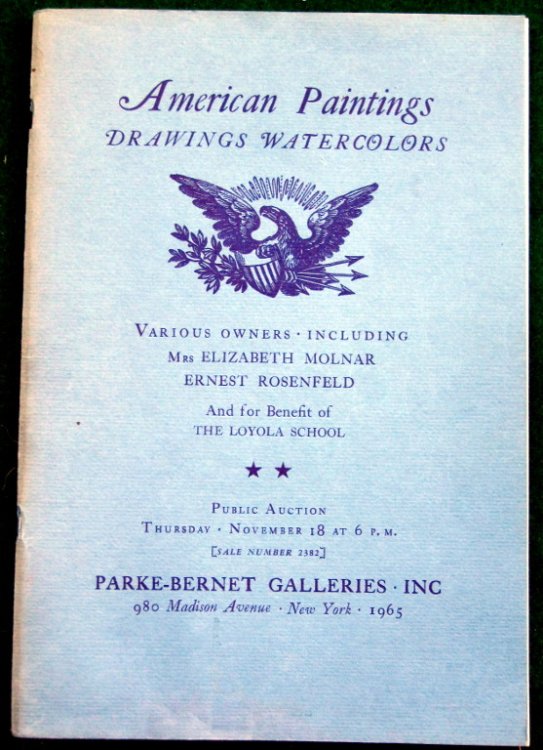 American Paintings
DRAWINGS WATERCOLORS
VARIOUS OWNERS · INCLUDING
MRS ELIZABETH MOLNAR
ERNEST ROSENFELD
And for Benefit of
THE LOYOLA SCHOOL
PUBLIC AUCTION
THURSDAY · NOVEMBER 18 AT 6 P. M.
[SALE NUMBER 2382]
PARKE-BERNET GALLERIES · INC
980 Madison Avenue · New York · 1965